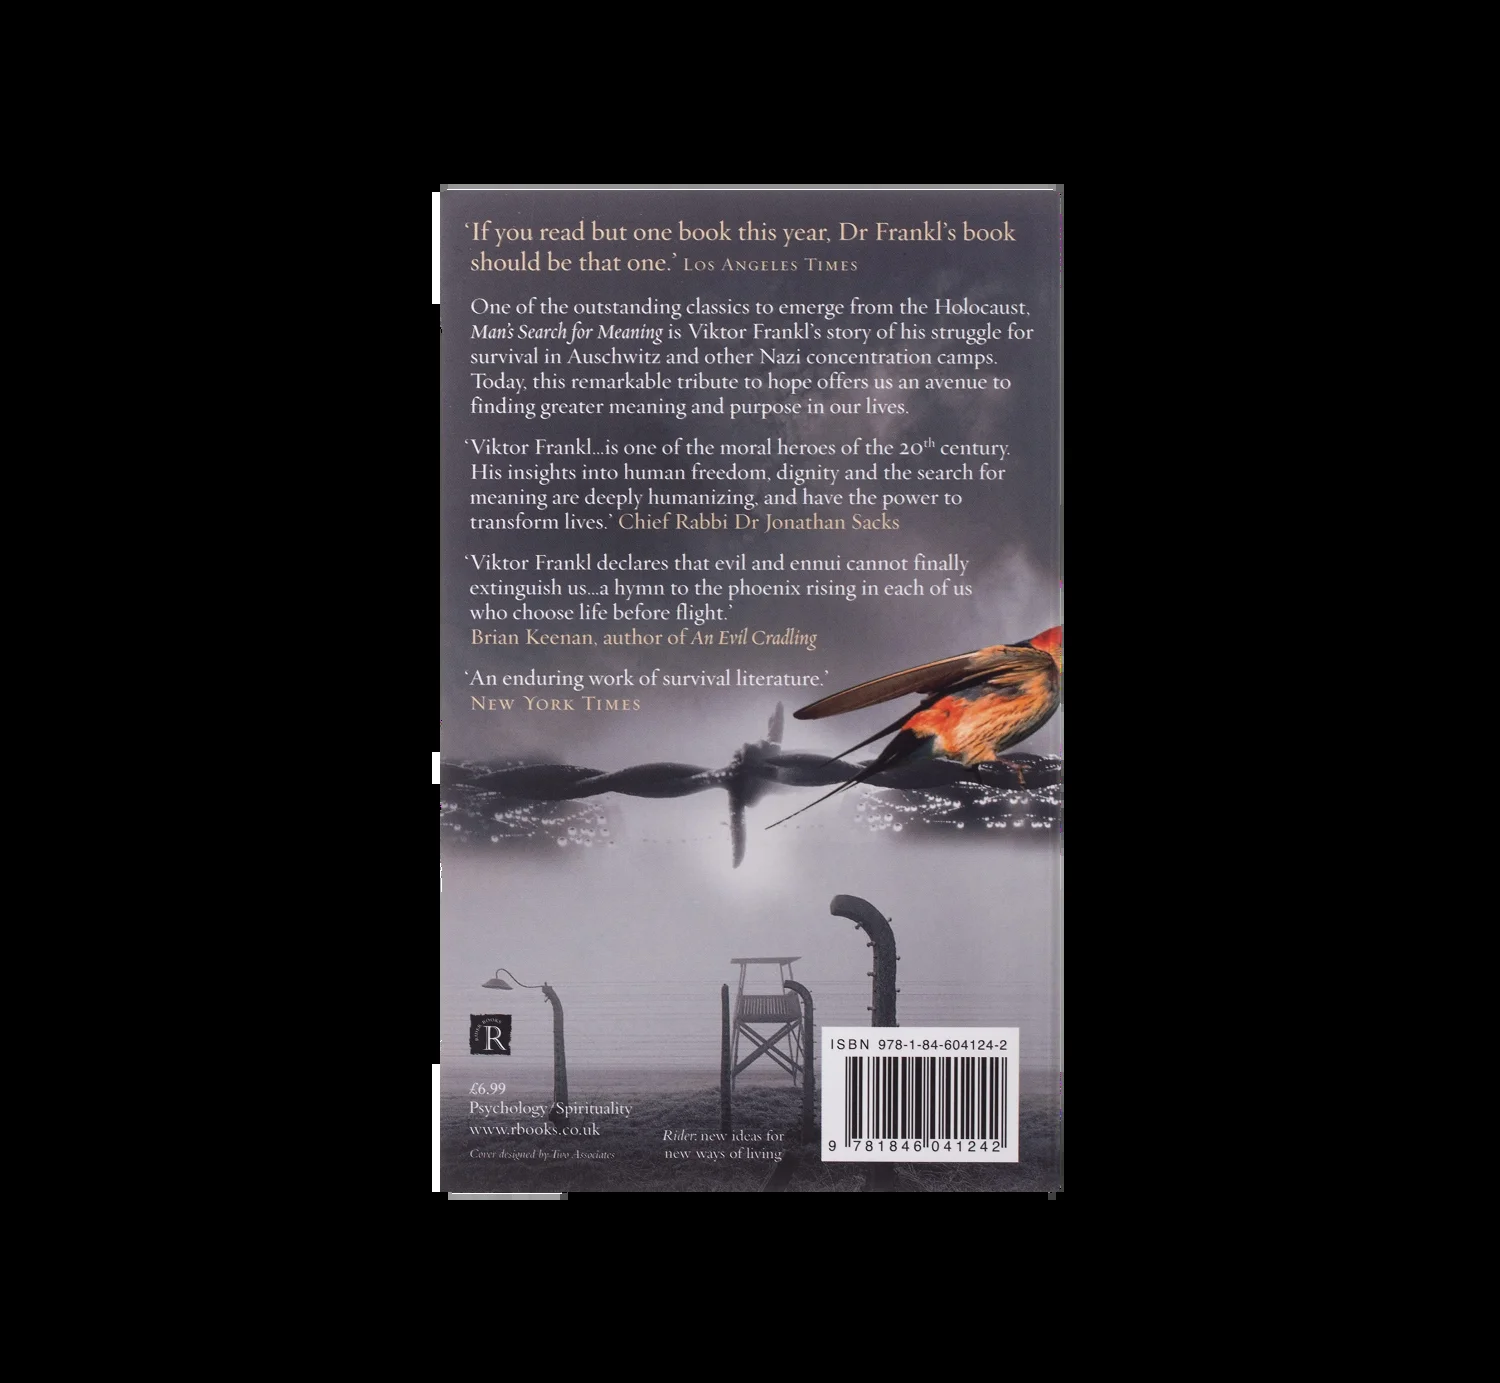 ‘If you read but one book this year, Dr Frankl’s book
should be that one.’ LOS ANGELES TIMES
One of the outstanding classics to emerge from the Holocaust,
Man’s Search for Meaning is Viktor Frankl’s story of his struggle for
survival in Auschwitz and other Nazi concentration camps.
Today, this remarkable tribute to hope offers us an avenue to
finding greater meaning and purpose in our lives.
‘Viktor Frankl...is one of the moral heroes of the 20th century.
His insights into human freedom, dignity and the search for
meaning are deeply humanizing, and have the power to
transform lives.’ Chief Rabbi Dr Jonathan Sacks
‘Viktor Frankl declares that evil and ennui cannot finally
extinguish us...a hymn to the phoenix rising in each of us
who choose life before flight.’
Brian Keenan, author of An Evil Cradling
‘An enduring work of survival literature.’
NEW YORK TIMES
R
£6.99
Psychology/Spirituality
www.rbooks.co.uk
Cover designed by Two Associates
Rider: new ideas for
new ways of living
ISBN 978-1-84-604124-2
9 781846 041242